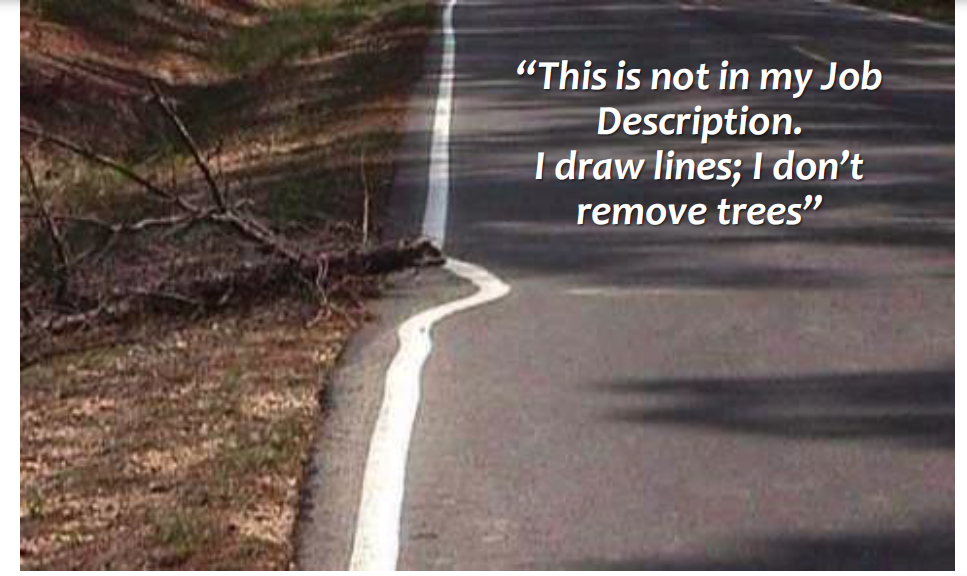 “This is not in my Job
Description.
I draw lines; I don’t
remove trees”